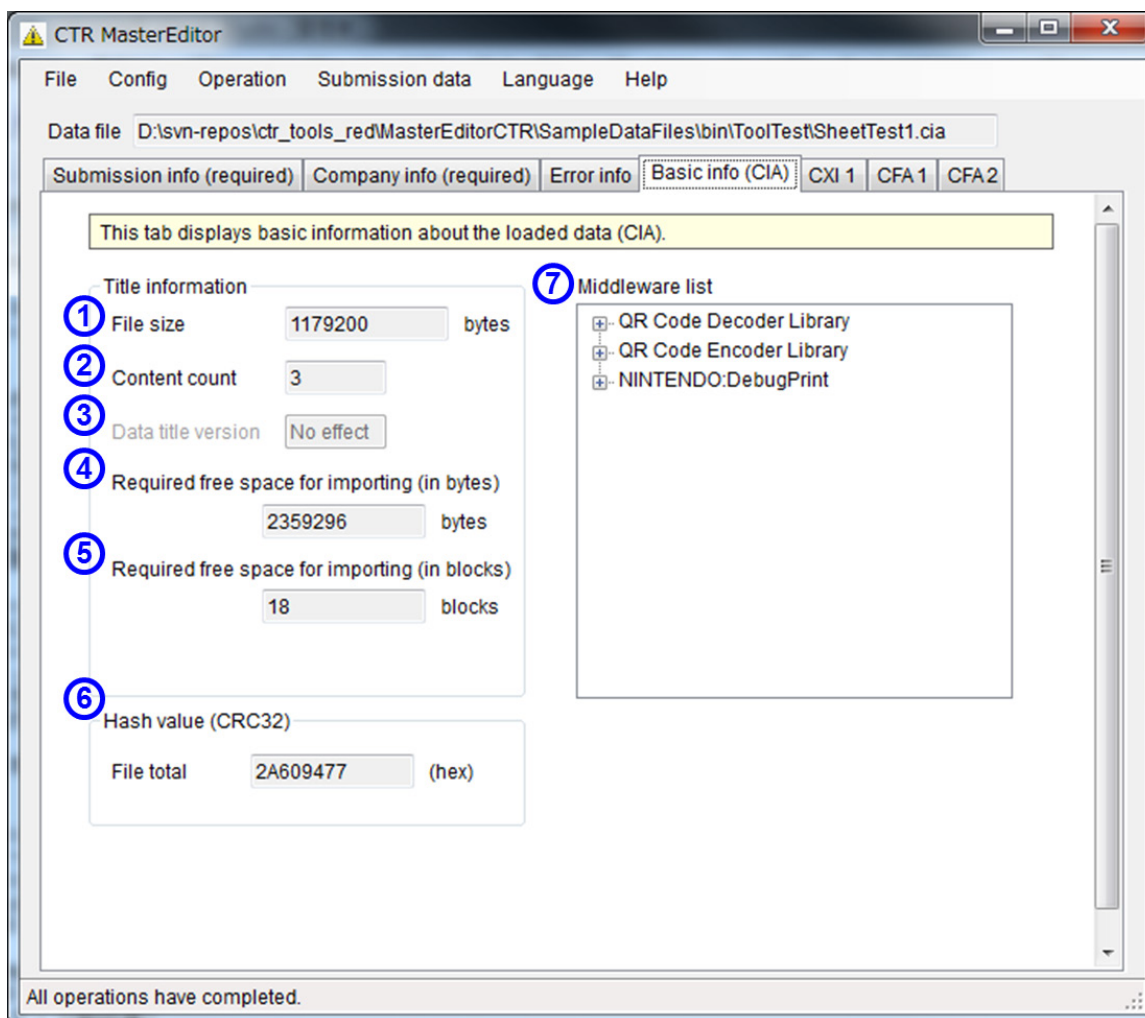 CTR MasterEditor
File Config Operation Submission data Language Help
Data file D:\svn-repos\ctr_tools_red\MasterEditorCTR\SampleDataFiles\bin\ToolTest\SheetTest1.cia
Submission info (required) Company info (required) Error info Basic info (CIA) CXI 1 CFA 1 CFA 2
This tab displays basic information about the loaded data (CIA).
Title information
1 File size 1179200 bytes
2 Content count 3
3 Data title version No effect
4 Required free space for importing (in bytes)
2359296 bytes
5 Required free space for importing (in blocks)
18 blocks
6 Hash value (CRC32)
File total 2A609477 (hex)
7 Middleware list
QR Code Decoder Library
QR Code Encoder Library
NINTENDO:DebugPrint
All operations have completed.